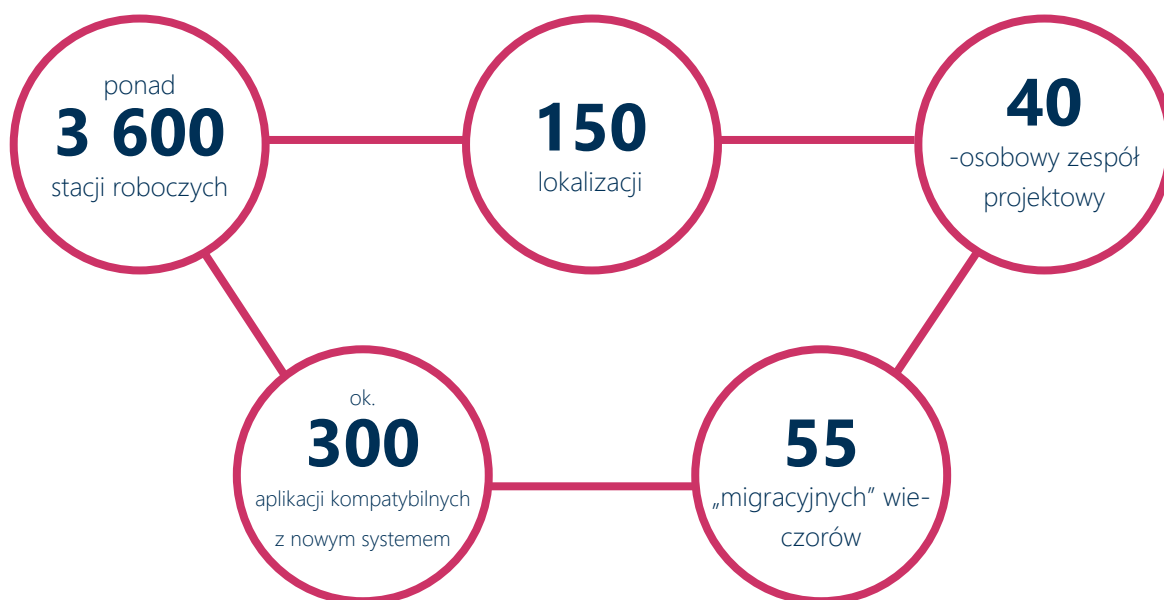 ponad
3 600
stacji roboczych
150
lokalizacji
40
-osobowy zespół
projektowy
ok.
300
aplikacji kompatybilnych
z nowym systemem
55
„migracyjnych” wie-
czorów